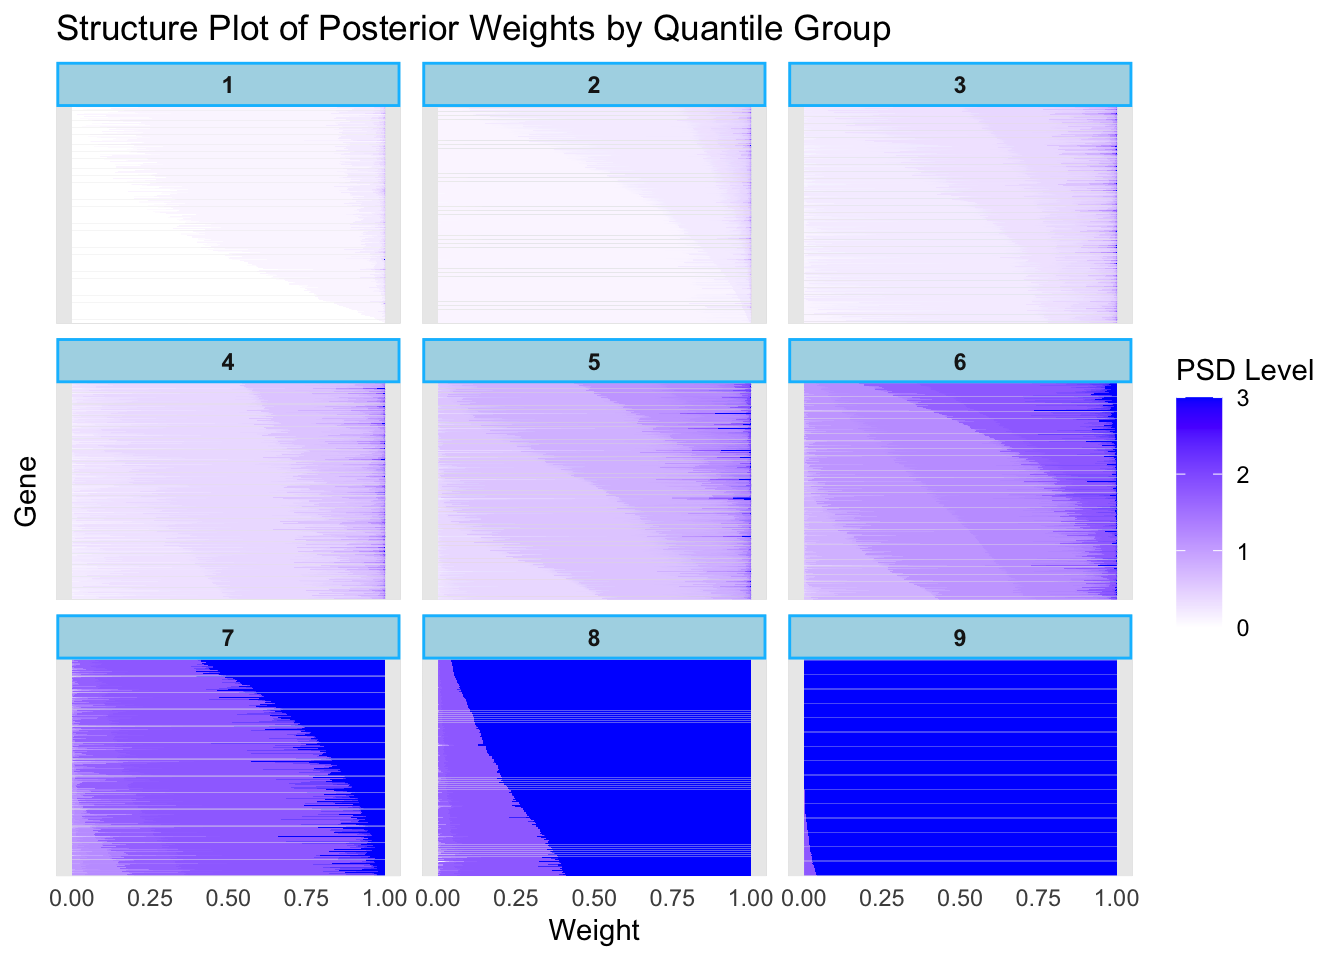 Structure Plot of Posterior Weights by Quantile Group
1 2 3
4 5 6
7 8 9
Gene
0.00 0.25 0.50 0.75 1.00 0.00 0.25 0.50 0.75 1.00 0.00 0.25 0.50 0.75 1.00
Weight
PSD Level
3
2
1
0